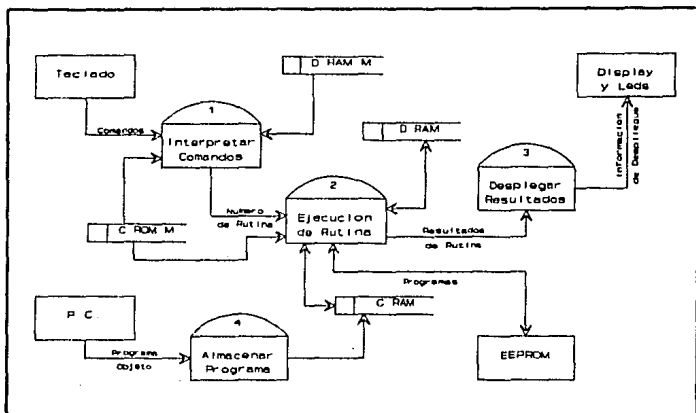 Teclado
D RAM M
Display
y Leds
1
Interpretar
Comandos
Comandos
D RAM
3
Desplegar
Resultados
Informacion
de Despliegue
2
Ejecucion
de Rutina
Numero
de Rutina
C ROM M
Resultados
de Rutina
Programas
C RAM
P C.
4
Almacenar
Programa
Programa
Objeto
EEPROM